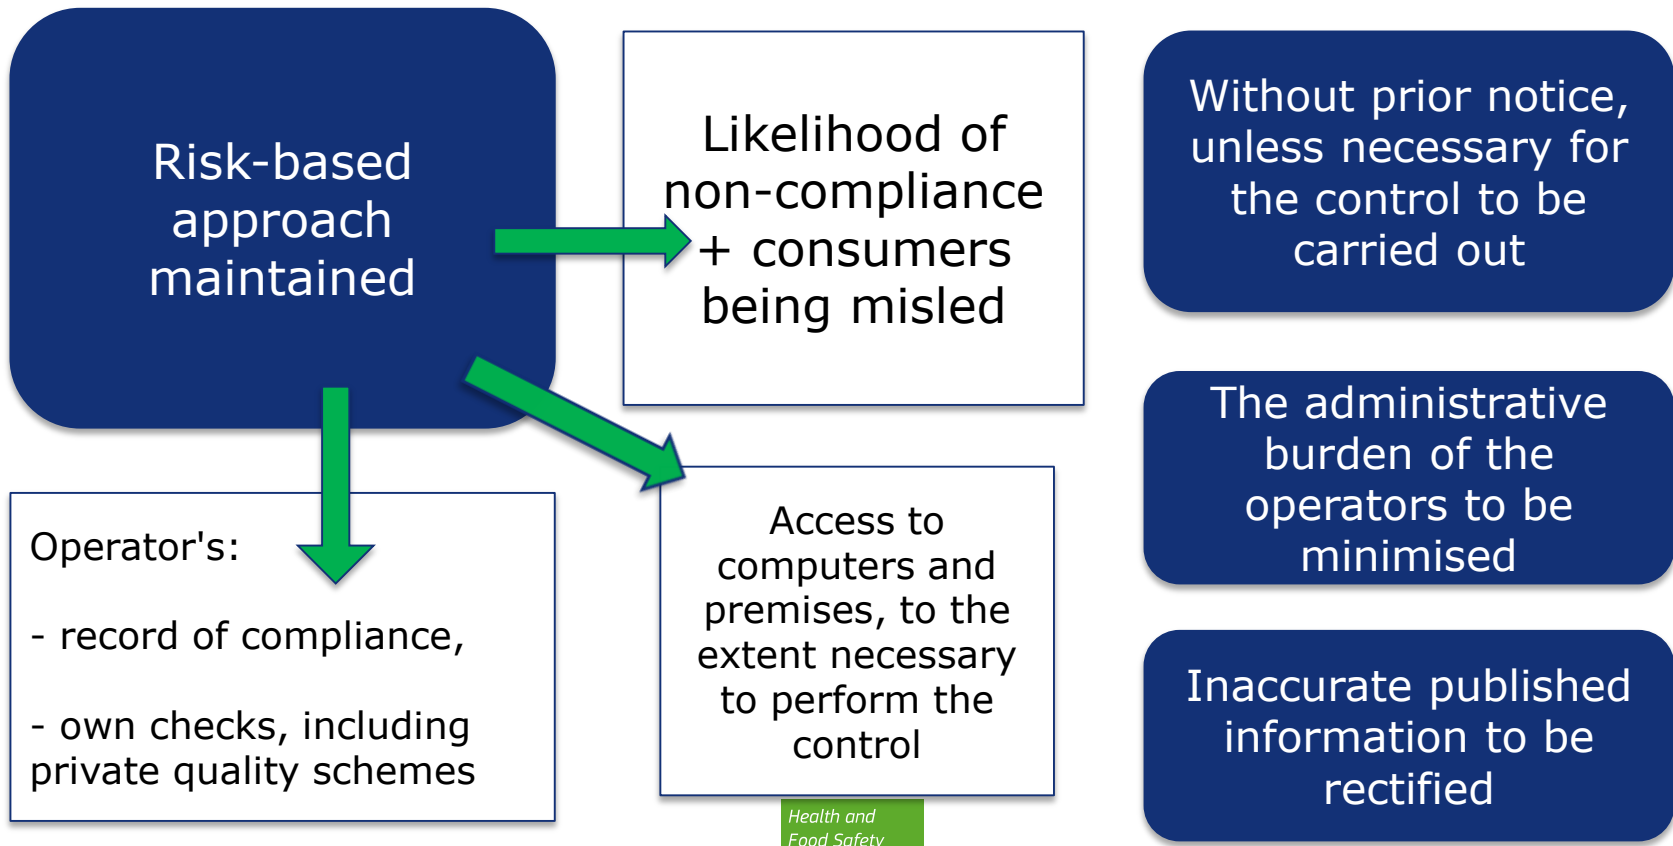 Risk-based
approach
maintained
Likelihood of
non-compliance
+ consumers
being misled
Without prior notice,
unless necessary for
the control to be
carried out
Operator's:
- record of compliance,
- own checks, including
private quality schemes
Access to
computers and
premises, to the
extent necessary
to perform the
control
The administrative
burden of the
operators to be
minimised
Inaccurate published
information to be
rectified
Health and
Food Safety